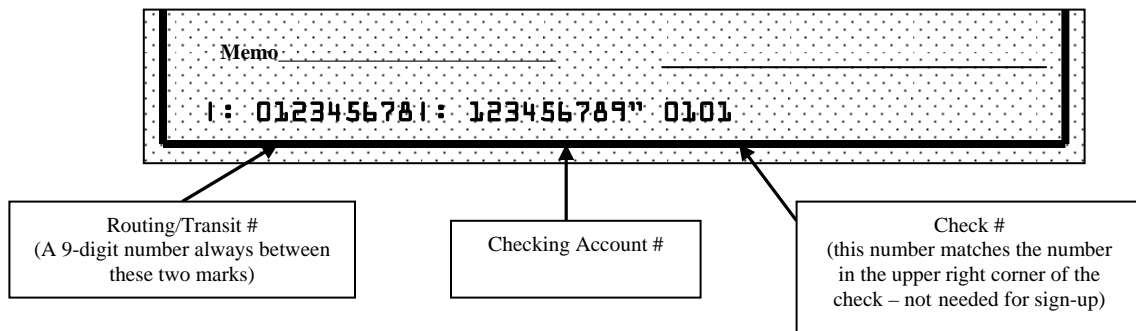 Memo
|: 012345678|: 123456789" 0101
Routing/Transit #
(A 9-digit number always between
these two marks)
Checking Account #
Check #
(this number matches the number
in the upper right corner of the
check – not needed for sign-up)